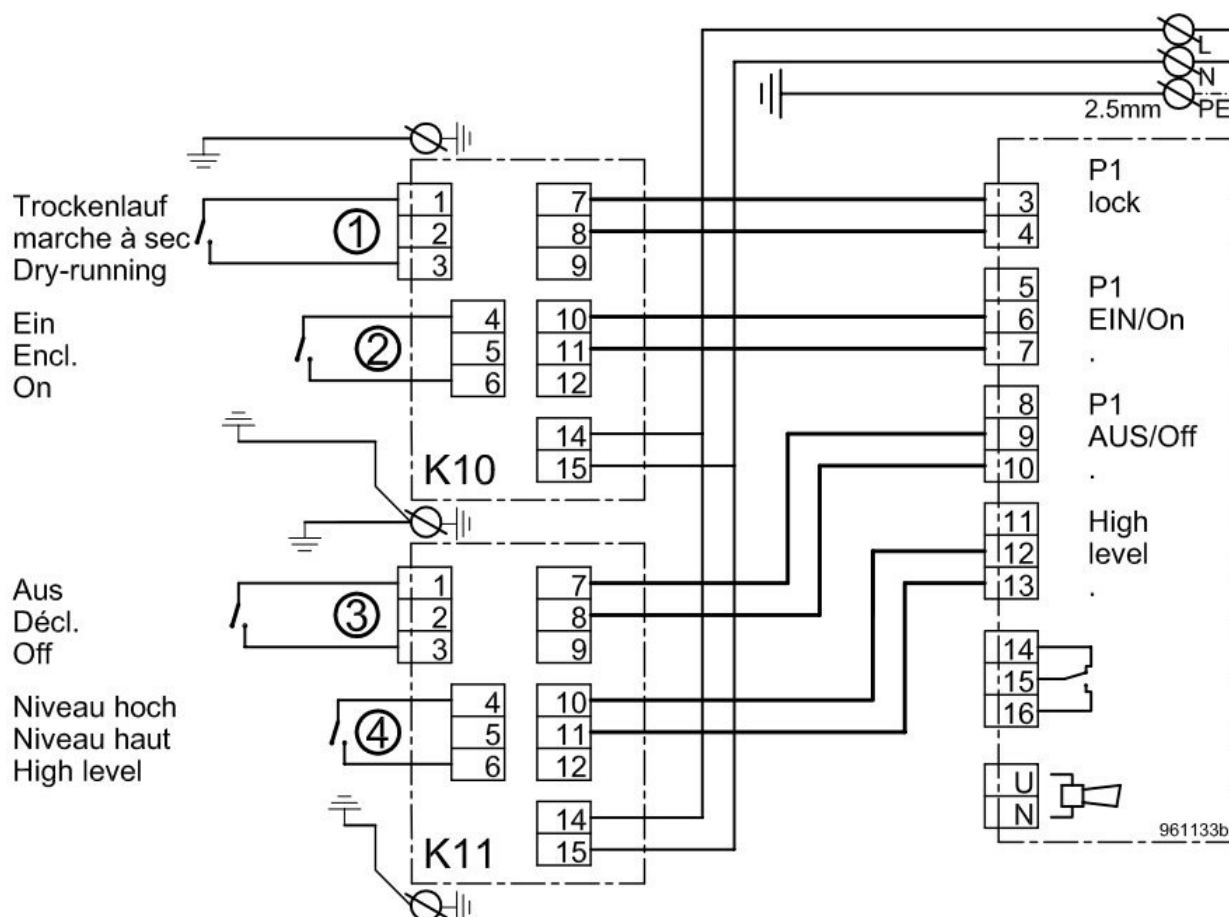 L
N
2.5mm PE
Trockenlauf
marche à sec
Dry-running
①
1
2
3
7
8
9
Ein
Encl.
On
②
4
5
6
10
11
12
14
15
K10
P1
lock
3
4
5
6
7
P1
EIN/On
.
8
9
10
P1
AUS/Off
.
11
12
13
High
level
.
14
15
16
U
N
961133b
Aus
Décl.
Off
③
1
2
3
7
8
9
Niveau hoch
Niveau haut
High level
④
4
5
6
10
11
12
14
15
K11